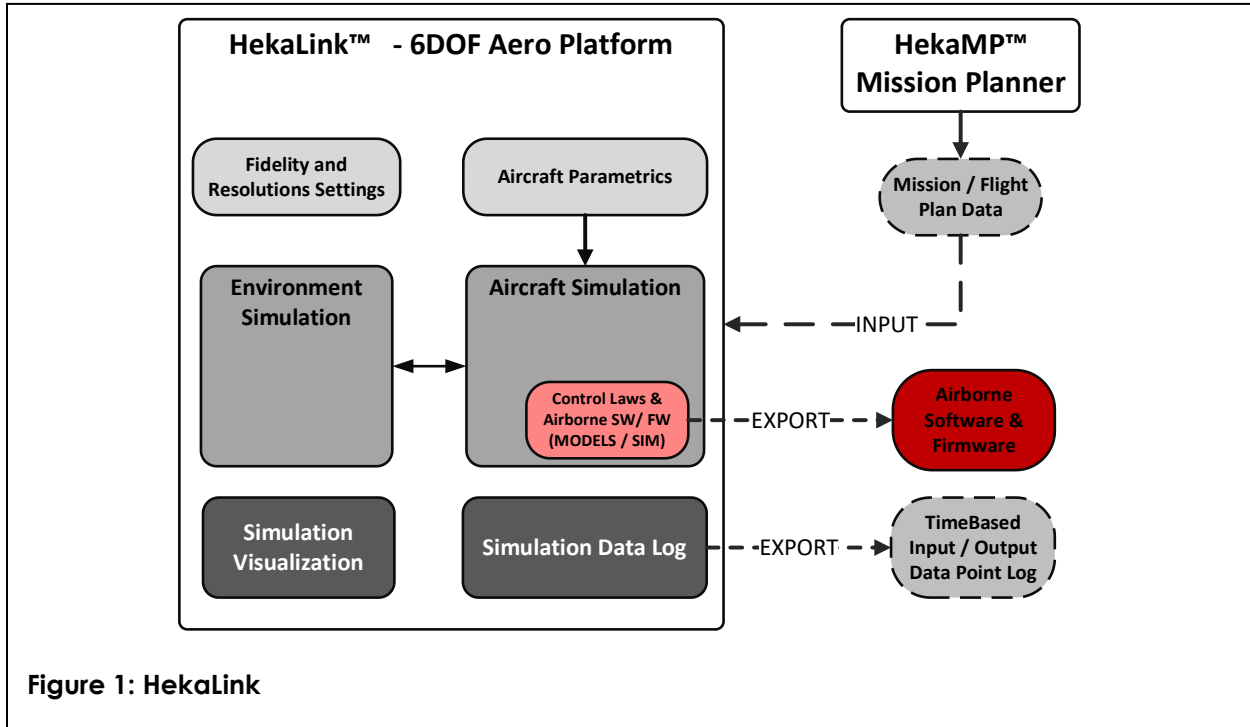 HekaLink™ - 6DOF Aero Platform
HekaMP™
Mission Planner
Fidelity and
Resolutions Settings
Aircraft Parametrics
Mission / Flight
Plan Data
Environment
Simulation
Aircraft Simulation
INPUT
Control Laws &
Airborne SW/ FW
(MODELS / SIM)
EXPORT
Airborne
Software &
Firmware
Simulation
Visualization
Simulation Data Log
EXPORT
TimeBased
Input / Output
Data Point Log
Figure 1: HekaLink